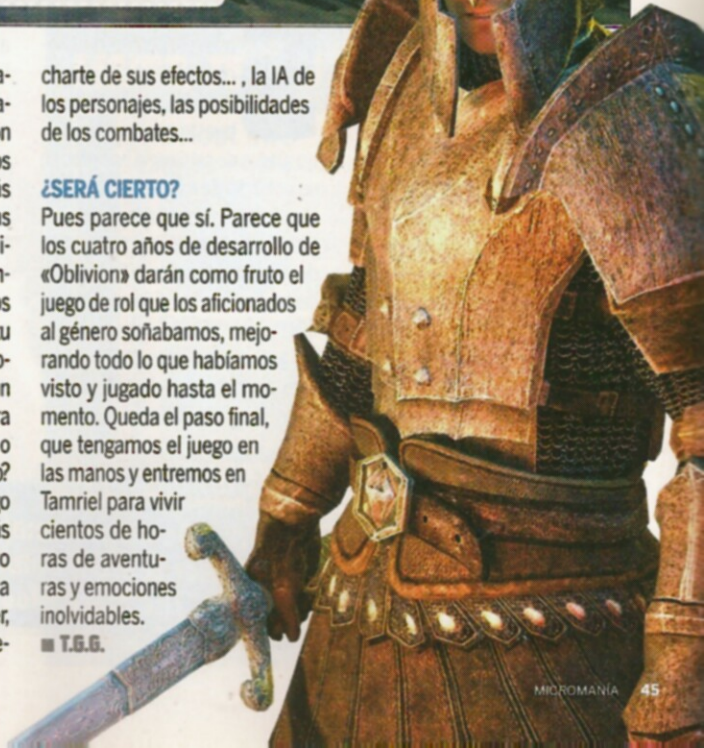 charte de sus efectos... , la IA de
los personajes, las posibilidades
de los combates...
¿SERÁ CIERTO?
Pues parece que sí. Parece que
los cuatro años de desarrollo de
«Oblivion» darán como fruto el
juego de rol que los aficionados
al género soñabamos, mejo-
rando todo lo que habíamos
visto y jugado hasta el mo-
mento. Queda el paso final,
que tengamos el juego en
las manos y entremos en
Tamriel para vivir
cientos de ho-
ras de aventu-
ras y emociones
inolvidables.
■ T.G.G.
MICROMANÍA 45